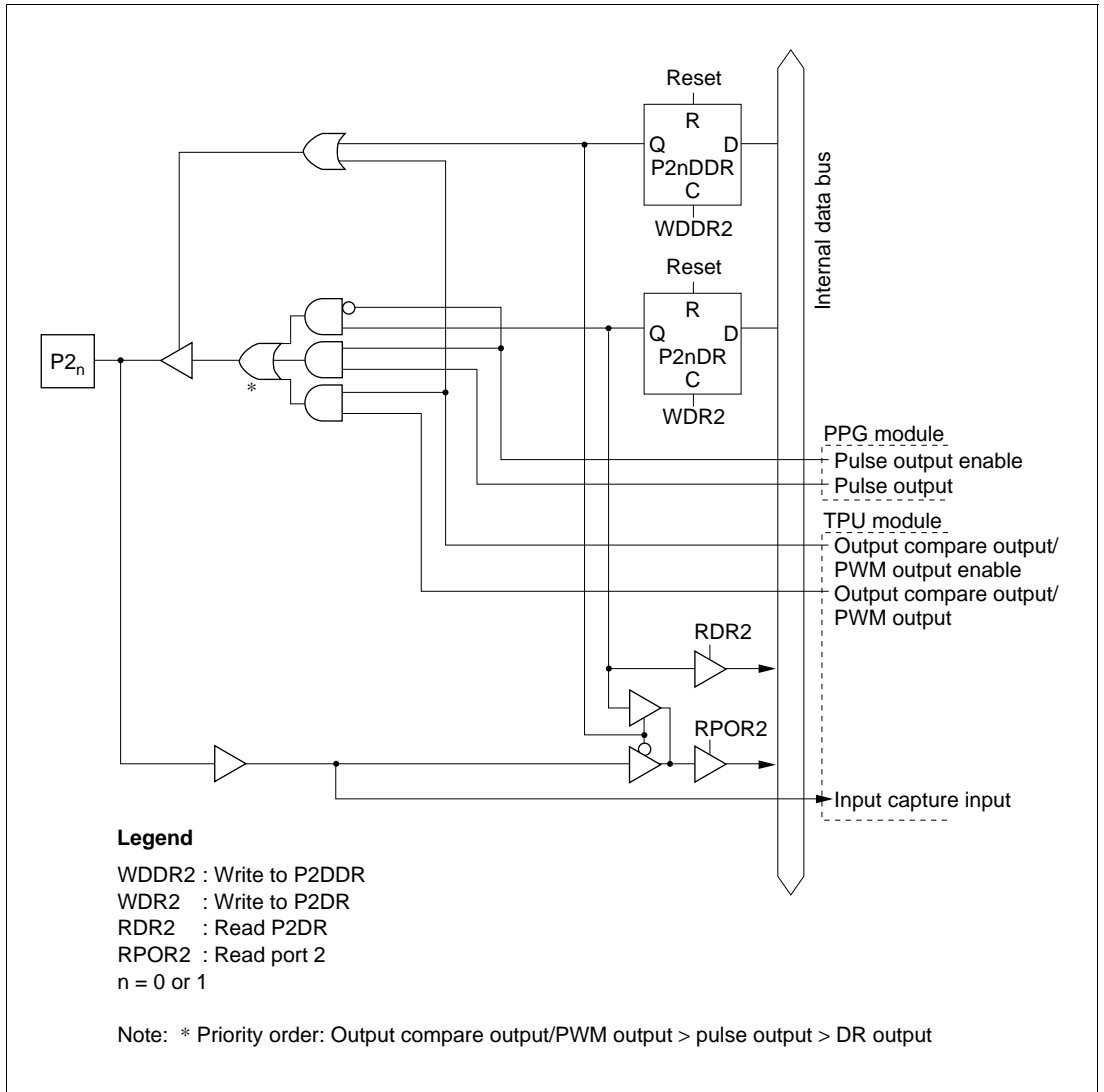 Reset
R
Q D
P2nDDR
C
WDDR2
Internal data bus
Reset
R
Q D
P2nDR
C
WDR2
P2n
*
PPG module
Pulse output enable
Pulse output
TPU module
Output compare output/
PWM output enable
Output compare output/
PWM output
RDR2
RPOR2
Input capture input
Legend
WDDR2 : Write to P2DDR
WDR2 : Write to P2DR
RDR2 : Read P2DR
RPOR2 : Read port 2
n = 0 or 1
Note: * Priority order: Output compare output/PWM output > pulse output > DR output